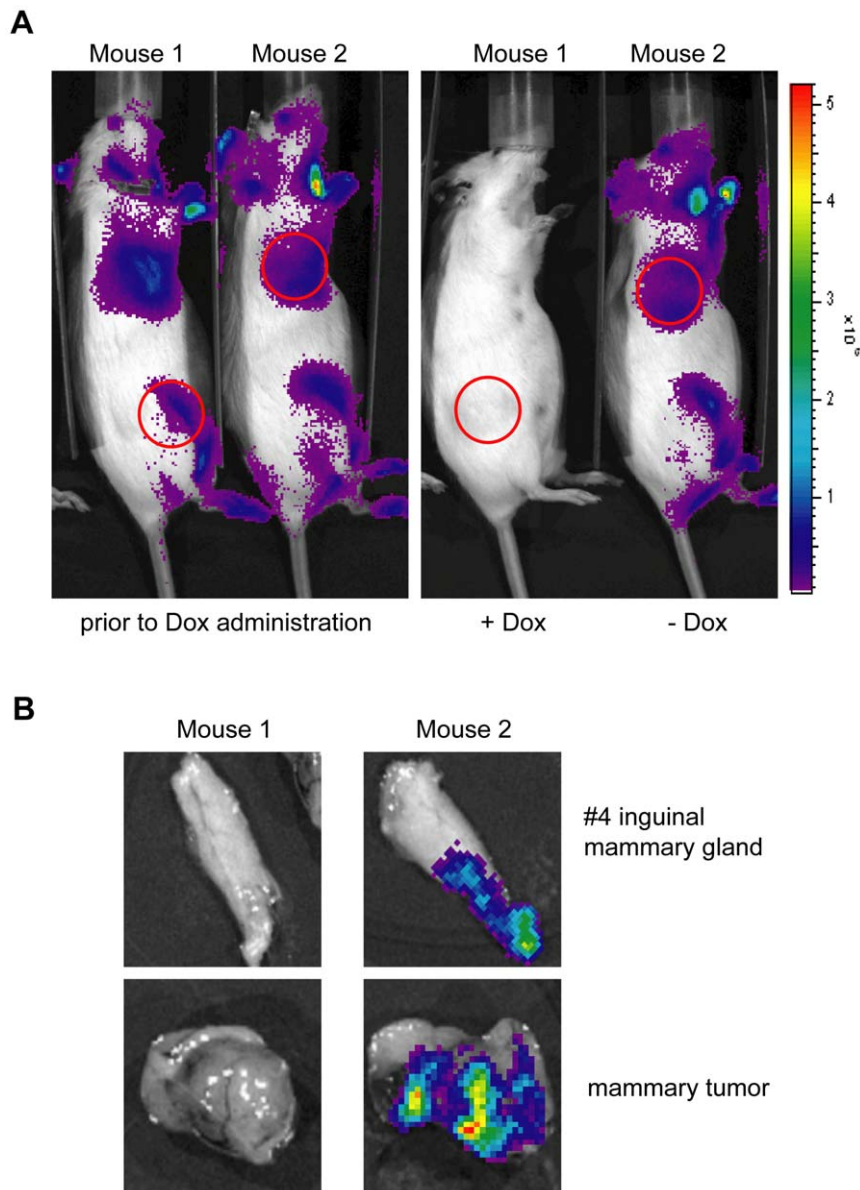 A
Mouse 1 Mouse 2 Mouse 1 Mouse 2
5
4
3
2
1
prior to Dox administration + Dox - Dox
B
Mouse 1 Mouse 2
#4 inguinal
mammary gland
mammary tumor